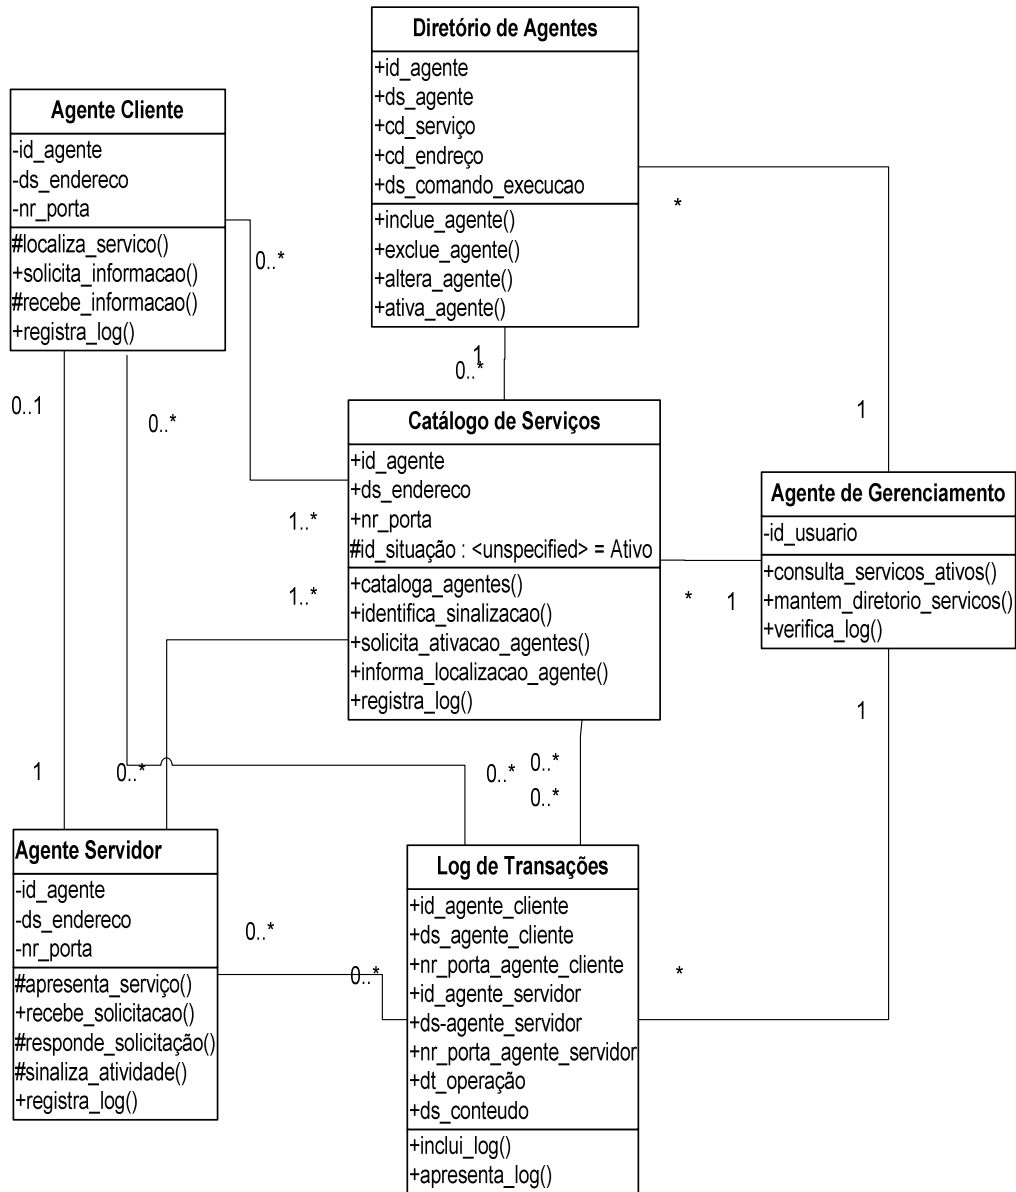 Diretório de Agentes
+id_agente
+ds_agente
+cd_serviço
+cd_endreço
+ds_comando_execucao
+inclue_agente()
+exclue_agente()
+altera_agente()
+ativa_agente()
Agente Cliente
-id_agente
-ds_endereco
-nr_porta
#localiza_servico()
+solicita_informacao()
#recebe_informacao()
+registra_log()
*
0..*
1
0..*
0..1
0..*
1
Catálogo de Serviços
+id_agente
+ds_endereco
+nr_porta
#id_situação : <unspecified> = Ativo
+cataloga_agentes()
+identifica_sinalizacao()
+solicita_ativacao_agentes()
+informa_localizacao_agente()
+registra_log()
Agente de Gerenciamento
-id_usuario
+consulta_servicos_ativos()
+mantem_diretorio_servicos()
+verifica_log()
1..*
1..*
*
1
1
1
0..*
0..*
0..*
0..*
Agente Servidor
-id_agente
-ds_endereco
-nr_porta
#apresenta_serviço()
+recebe_solicitacao()
#responde_solicitação()
#sinaliza_atividade()
+registra_log()
0..*
0..*
*
Log de Transações
+id_agente_cliente
+ds_agente_cliente
+nr_porta_agente_cliente
+id_agente_servidor
+ds-agente_servidor
+nr_porta_agente_servidor
+dt_operação
+ds_conteudo
+inclui_log()
+apresenta_log()